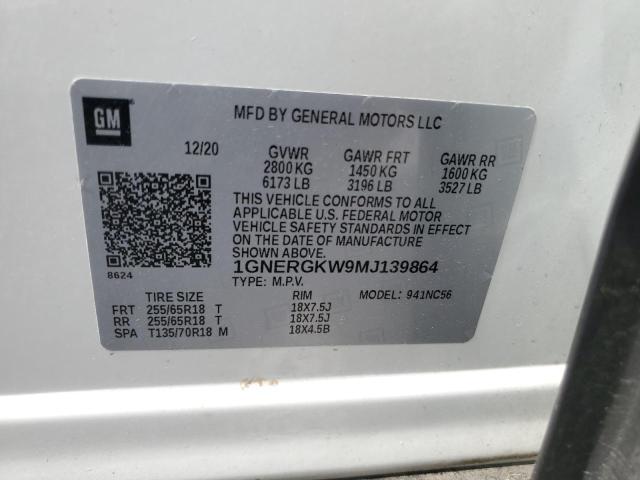 GM
MFD BY GENERAL MOTORS LLC
12/20 GVWR GAWR FRT GAWR RR
2800 KG 1450 KG 1600 KG
6173 LB 3196 LB 3527 LB
THIS VEHICLE CONFORMS TO ALL
APPLICABLE U.S. FEDERAL MOTOR
VEHICLE SAFETY STANDARDS IN EFFECT
ON THE DATE OF MANUFACTURE
SHOWN ABOVE.
8624
1GNERGKW9MJ139864
TYPE: M.P.V.
TIRE SIZE RIM MODEL: 941NC56
FRT 255/65R18 T 18X7.5J
RR 255/65R18 T 18X7.5J
SPA T135/70R18 M 18X4.5B